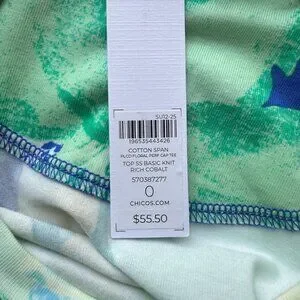 SU12-25
196535443426
COTTON SPAN
PLCD FLORAL PERF CAP TEE
TOP SS BASIC KNIT
RICH COBALT
570387277
0
CHICOS.COM
$55.50